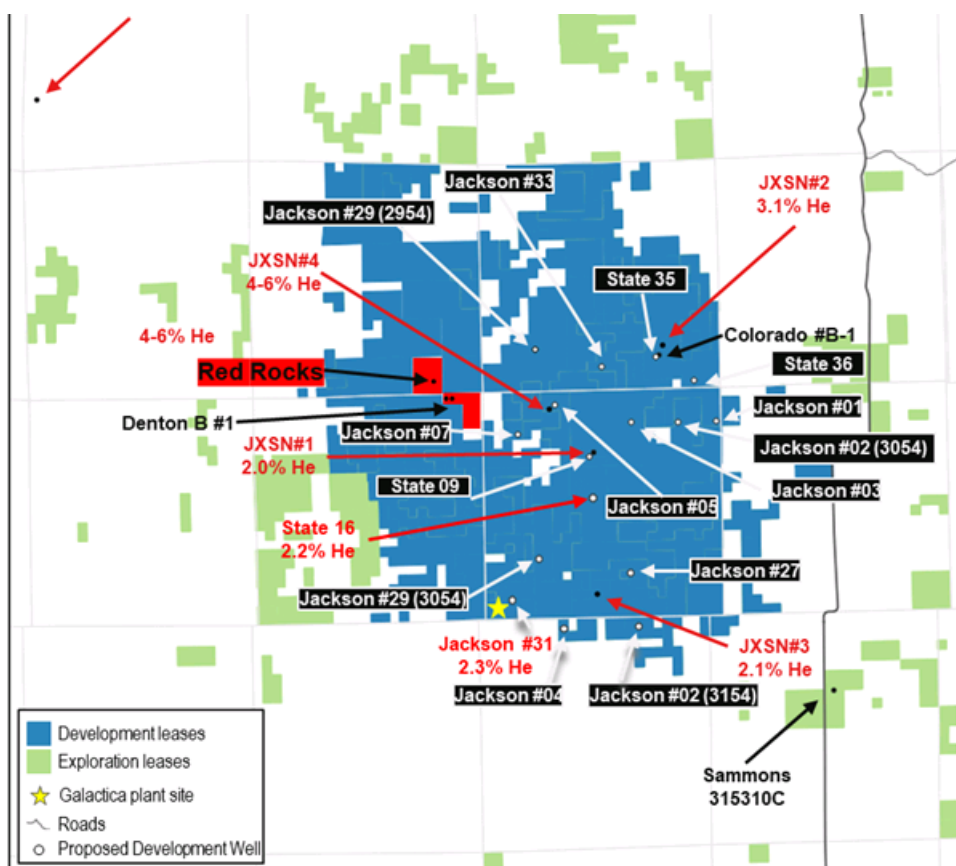 Jackson #33
JXSN#2
3.1% He
Jackson #29 (2954)
JXSN#4
4-6% He
State 35
4-6% He
Colorado #B-1
Red Rocks
State 36
Denton B #1
Jackson #07
Jackson #01
JXSN#1
2.0% He
Jackson #02 (3054)
State 09
Jackson #03
Jackson #05
State 16
2.2% He
Jackson #27
Jackson #29 (3054)
Jackson #31
2.3% He
JXSN#3
2.1% He
Jackson #04
Jackson #02 (3154)
Sammons
315310C
Development leases
Exploration leases
Galactica plant site
Roads
Proposed Development Well